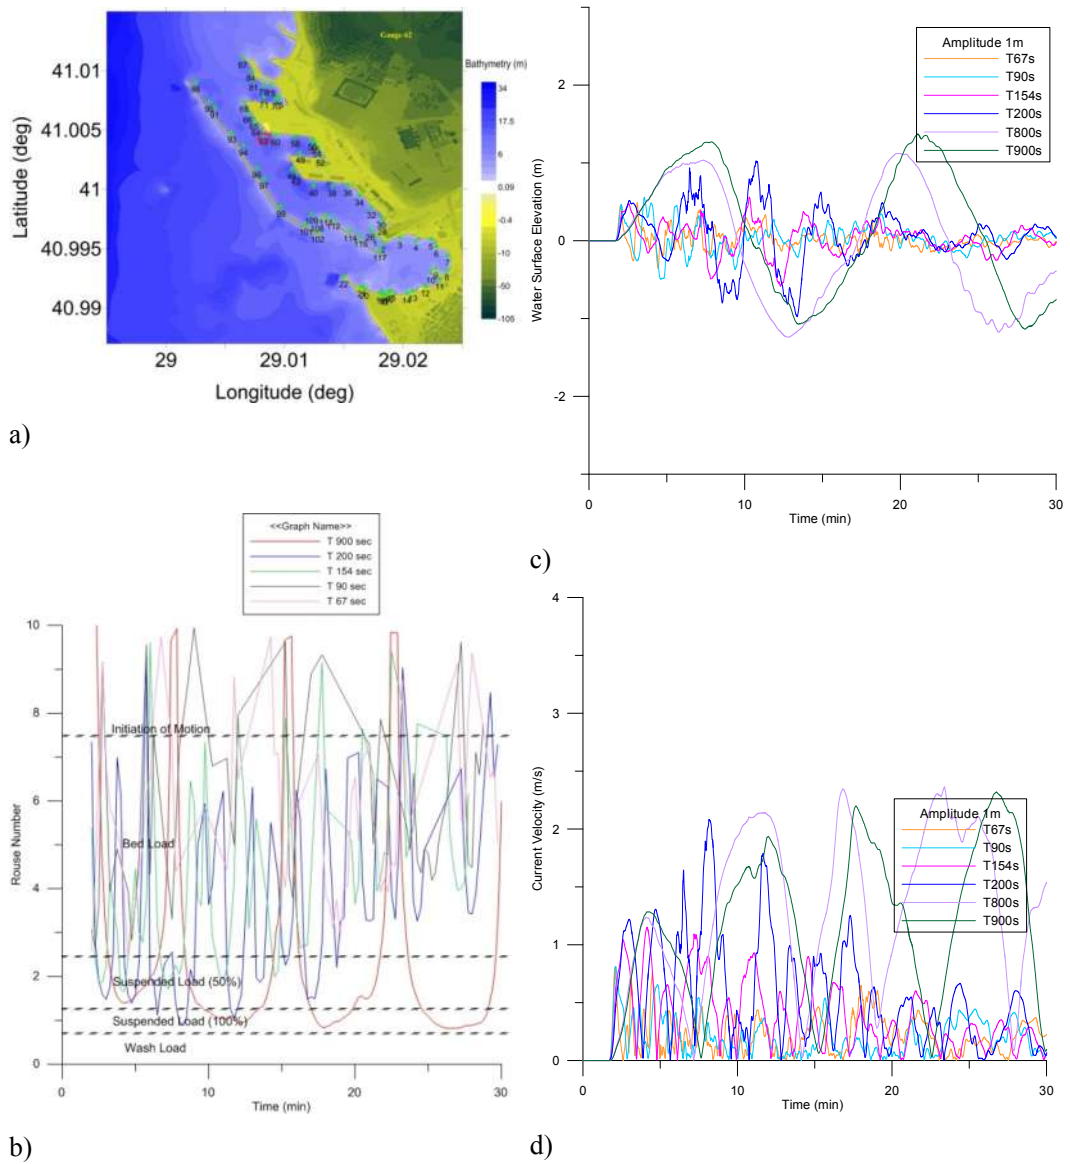 Gauge 62
Bathymetry (m)
34
17.5
6
0.09
-0.4
-50
-105
41.01
41.005
41
40.995
40.99
Latitude (deg)
29
29.01
29.02
Longitude (deg)
a)
Amplitude 1m
T67s
T90s
T154s
T200s
T800s
T900s
2
0
-2
Water Surface Elevation (m)
0
10
20
30
Time (min)
c)
<<Graph Name>>
T 900 sec
T 200 sec
T 154 sec
T 90 sec
T 67 sec
10
8
6
4
2
0
Rouse Number
Initiation of Motion
Bed Load
Suspended Load (50%)
Suspended Load (100%)
Wash Load
0
10
20
30
Time (min)
b)
4
3
2
1
0
Current Velocity (m/s)
Amplitude 1m
T67s
T90s
T154s
T200s
T800s
T900s
0
10
20
30
Time (min)
d)